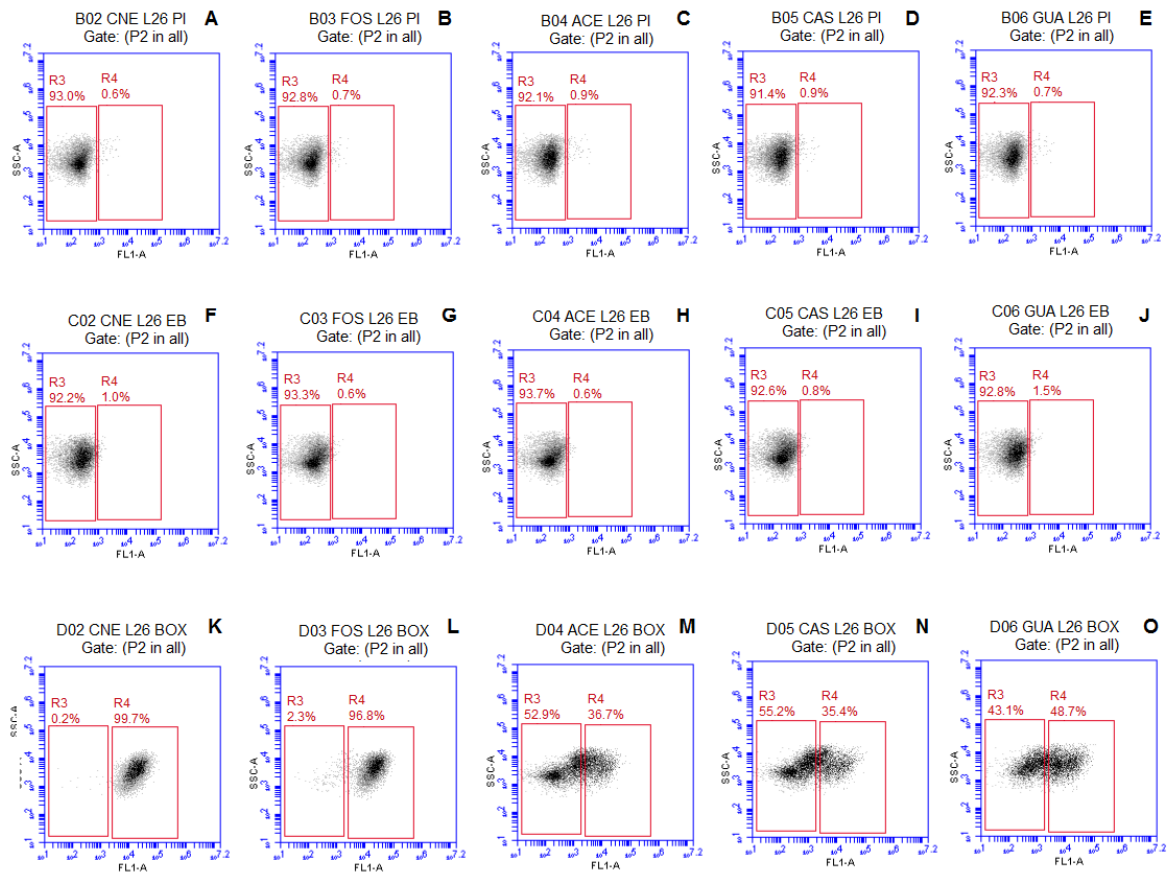 B02 CNE L26 PI A
Gate: (P2 in all)
B03 FOS L26 PI B
Gate: (P2 in all)
B04 ACE L26 PI C
Gate: (P2 in all)
B05 CAS L26 PI D
Gate: (P2 in all)
B06 GUA L26 PI E
Gate: (P2 in all)
R3 R4
93.0% 0.6%
R3 R4
92.8% 0.7%
R3 R4
92.1% 0.9%
R3 R4
91.4% 0.9%
R3 R4
92.3% 0.7%
SSC-A
SSC-A
SSC-A
SSC-A
SSC-A
FL1-A
FL1-A
FL1-A
FL1-A
FL1-A
C02 CNE L26 EB F
Gate: (P2 in all)
C03 FOS L26 EB G
Gate: (P2 in all)
C04 ACE L26 EB H
Gate: (P2 in all)
C05 CAS L26 EB I
Gate: (P2 in all)
C06 GUA L26 EB J
Gate: (P2 in all)
R3 R4
92.2% 1.0%
R3 R4
93.3% 0.6%
R3 R4
93.7% 0.6%
R3 R4
92.6% 0.8%
R3 R4
92.8% 1.5%
SSC-A
SSC-A
SSC-A
SSC-A
SSC-A
FL1-A
FL1-A
FL1-A
FL1-A
FL1-A
D02 CNE L26 BOX K
Gate: (P2 in all)
D03 FOS L26 BOX L
Gate: (P2 in all)
D04 ACE L26 BOX M
Gate: (P2 in all)
D05 CAS L26 BOX N
Gate: (P2 in all)
D06 GUA L26 BOX O
Gate: (P2 in all)
R3 R4
0.2% 99.7%
R3 R4
2.3% 96.8%
R3 R4
52.9% 36.7%
R3 R4
55.2% 35.4%
R3 R4
43.1% 48.7%
SSC-A
SSC-A
SSC-A
SSC-A
FL1-A
FL1-A
FL1-A
FL1-A
FL1-A